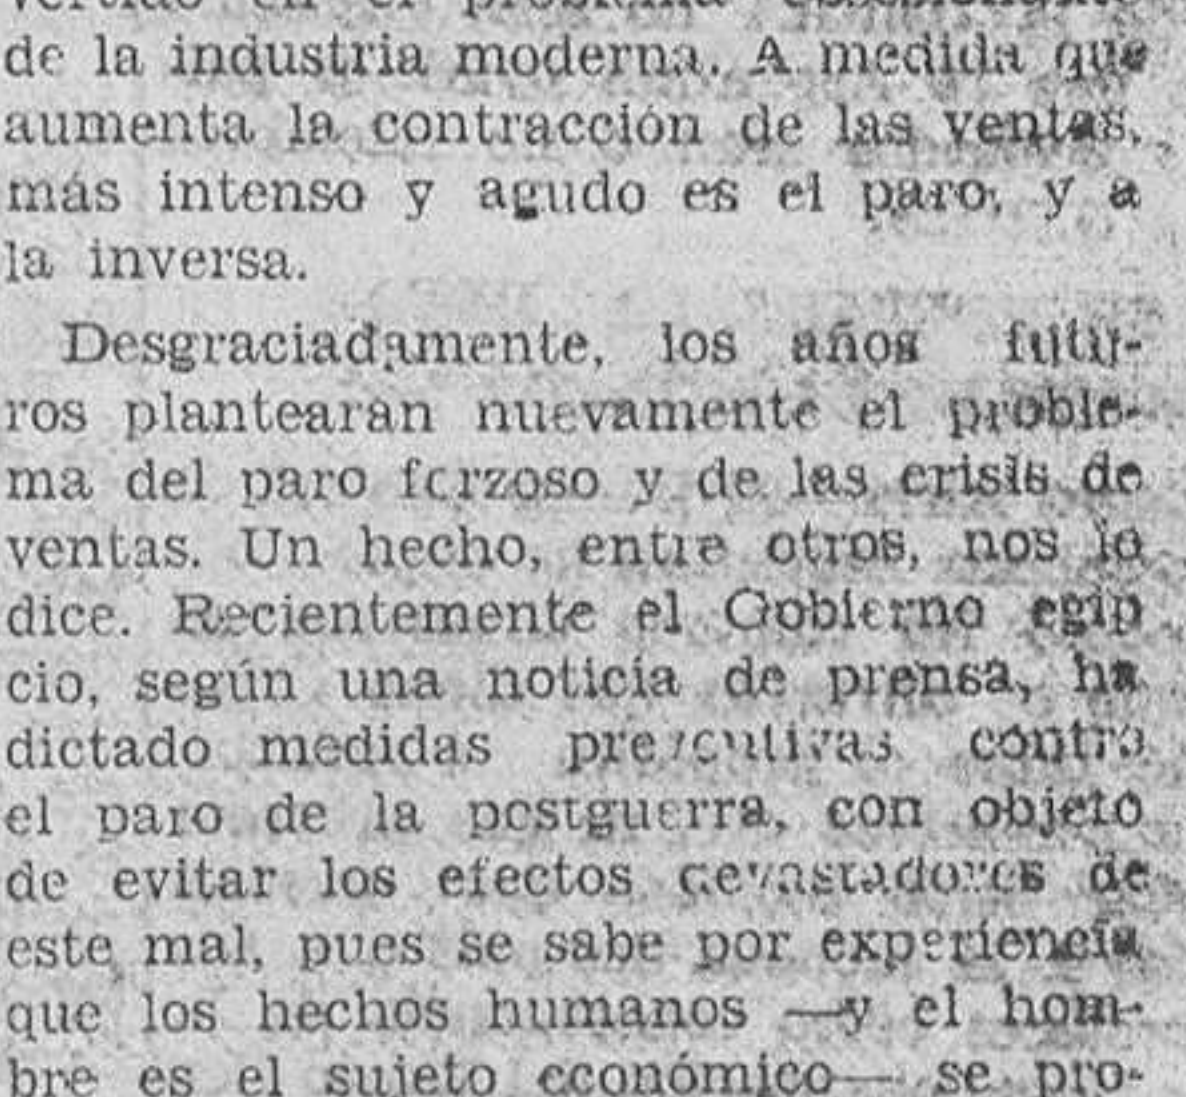 vertido en el problema
de la industria moderna. A medida que
aumenta la contracción de las ventas,
más intenso y agudo es el paro, y a
la inversa.
Desgraciadamente, los años futu-
ros plantearán nuevamente el proble-
ma del paro forzoso y de las crisis de
ventas. Un hecho, entre otros, nos lo
dice. Recientemente el Gobierno egip
cio, según una noticia de prensa, ha
dictado medidas preventivas contra
el paro de la postguerra, con objeto
de evitar los efectos devastadores de
este mal, pues se sabe por experiencia
que los hechos humanos —y el hom-
bre es el sujeto económico— se pro-